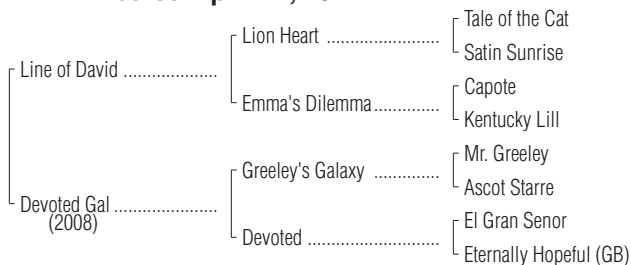 Tale of the Cat
Lion Heart ........................
Satin Sunrise
Line of David ....................
Capote
Emma's Dilemma..............
Kentucky Lill
Mr. Greeley
Greeley's Galaxy ..............
Ascot Starre
Devoted Gal ......................
(2008)
El Gran Senor
Devoted ............................
Eternally Hopeful (GB)